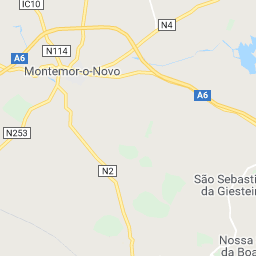 IC10
N4
N114
A6
Montemor-o-Novo
A6
N253
N2
São Sebasti
da Giestei
Nossa
da Boa